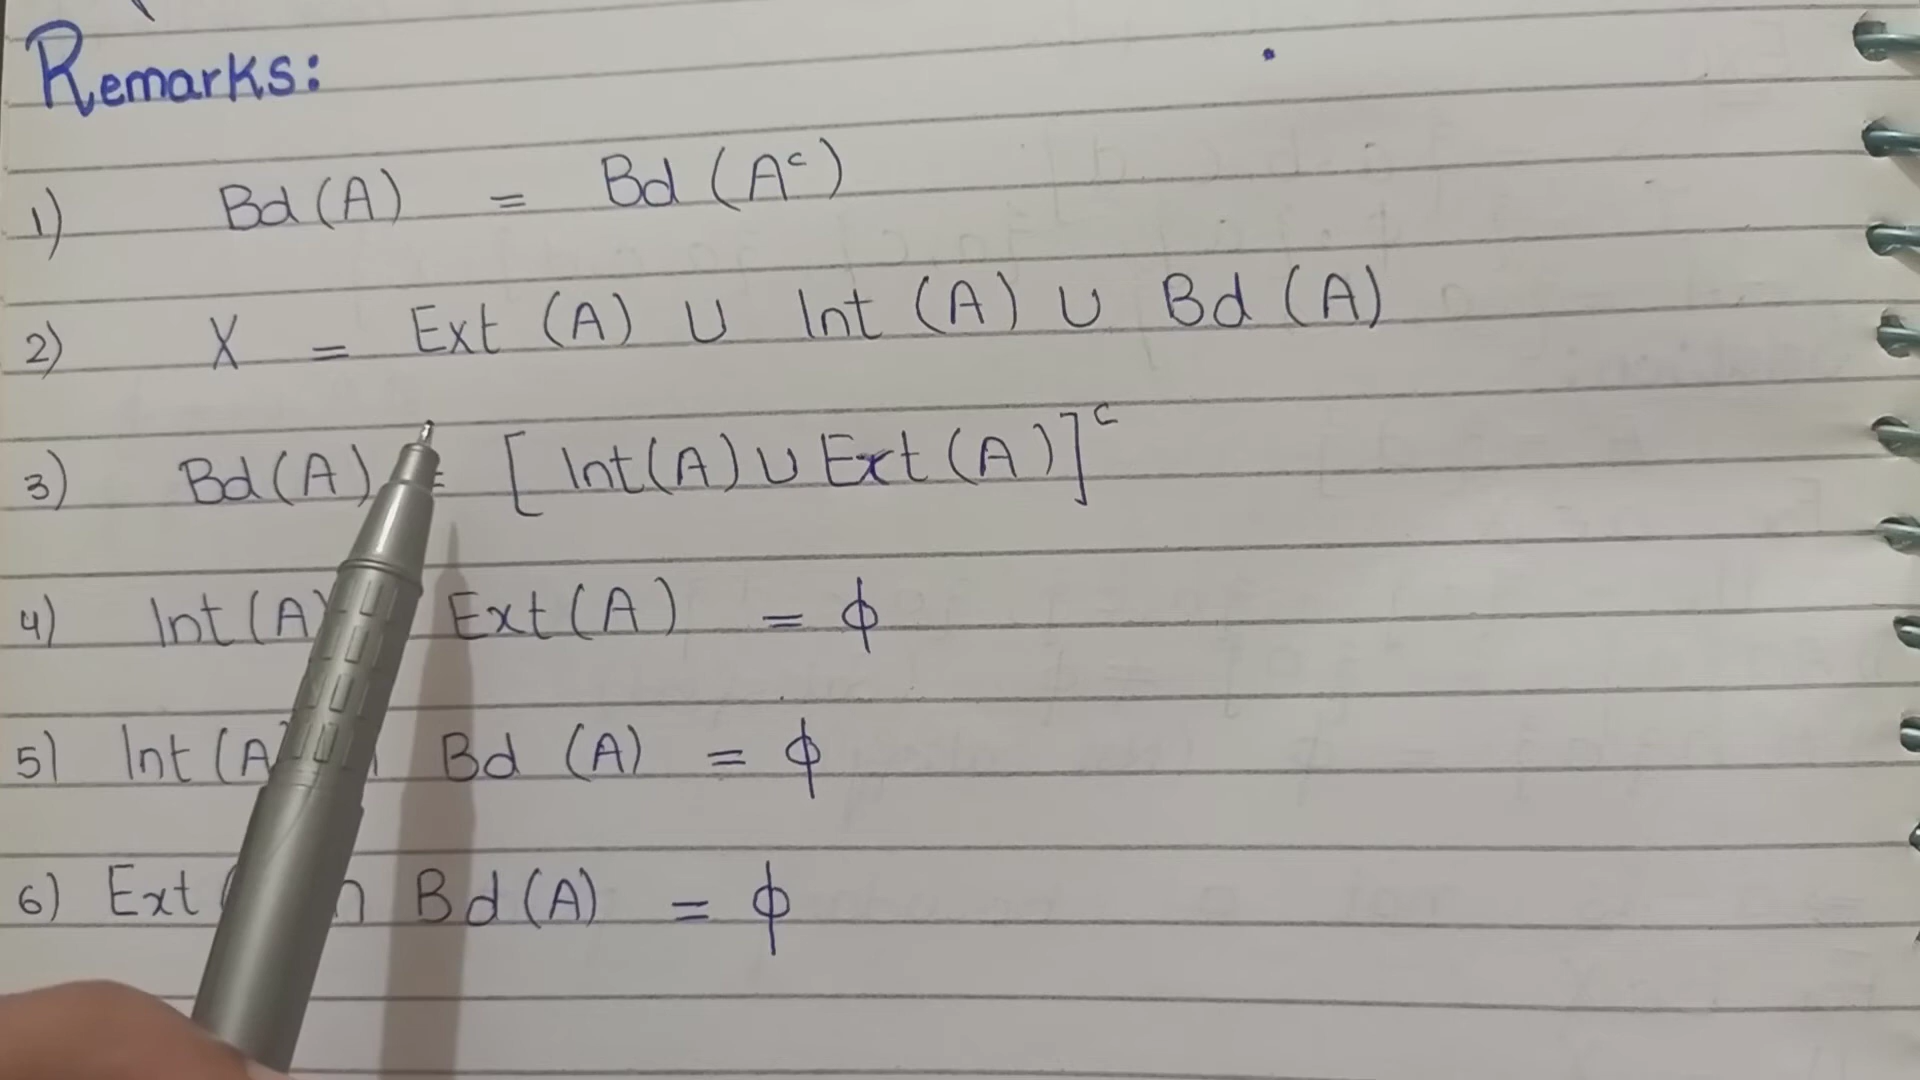 Remarks:
1) Bd (A) = Bd (Aᶜ)
2) X = Ext (A) ∪ Int (A) ∪ Bd (A)
3) Bd (A) = [ Int (A) ∪ Ext (A) ]ᶜ
4) Int (A) Ext (A) = ϕ
5) Int (A Bd (A) = ϕ
6) Ext ( ∩ Bd (A) = ϕ